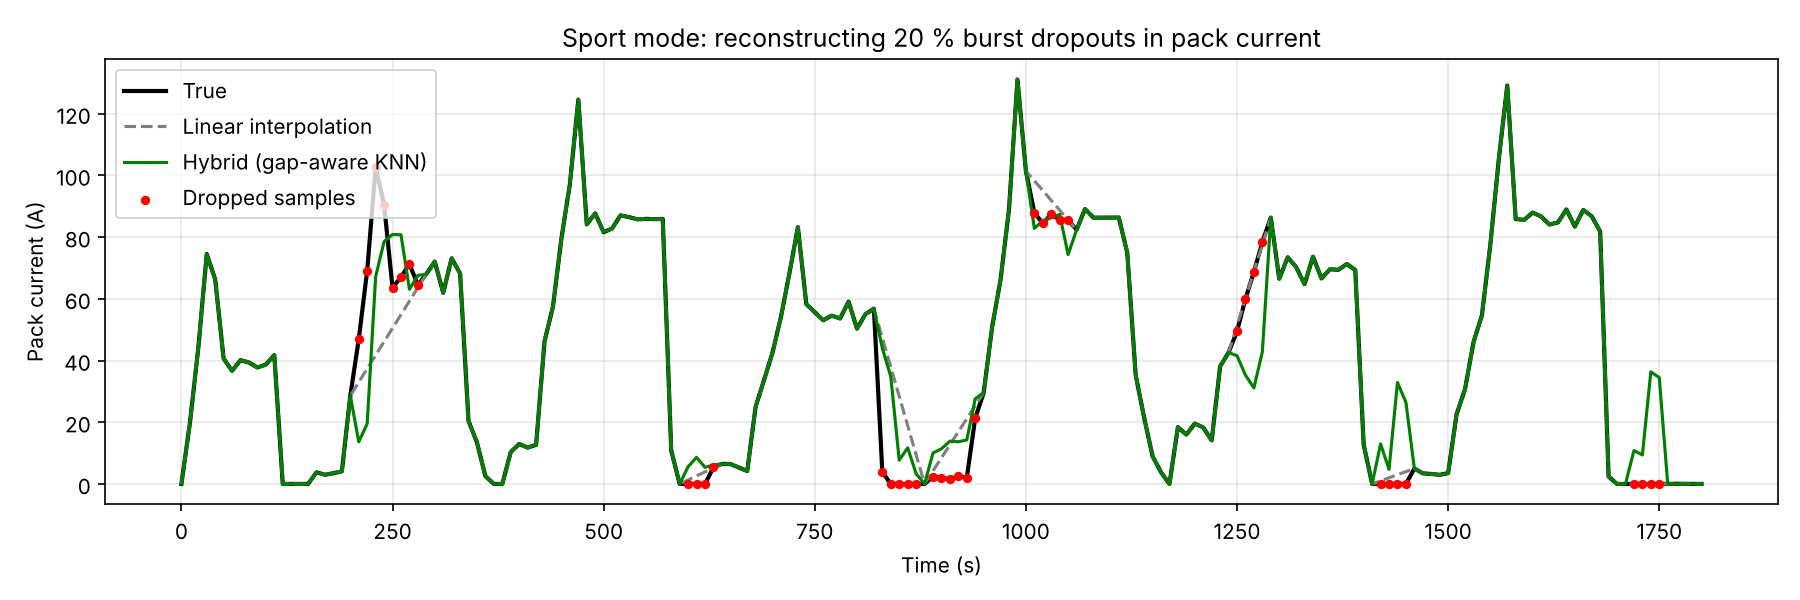 Sport mode: reconstructing 20 % burst dropouts in pack current
True
Linear interpolation
Hybrid (gap-aware KNN)
Dropped samples
Pack current (A)
120
100
80
60
40
20
0
0 250 500 750 1000 1250 1500 1750
Time (s)